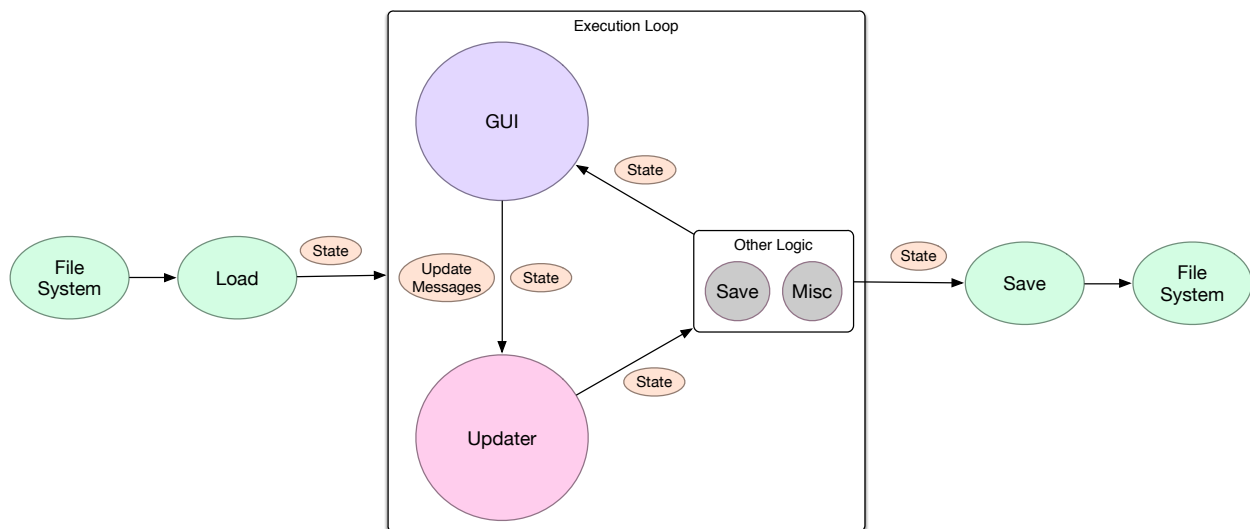 Execution Loop
GUI
State
Other Logic
Save
Misc
State
File
System
Load
State
Update
Messages
State
Save
File
System
State
Updater